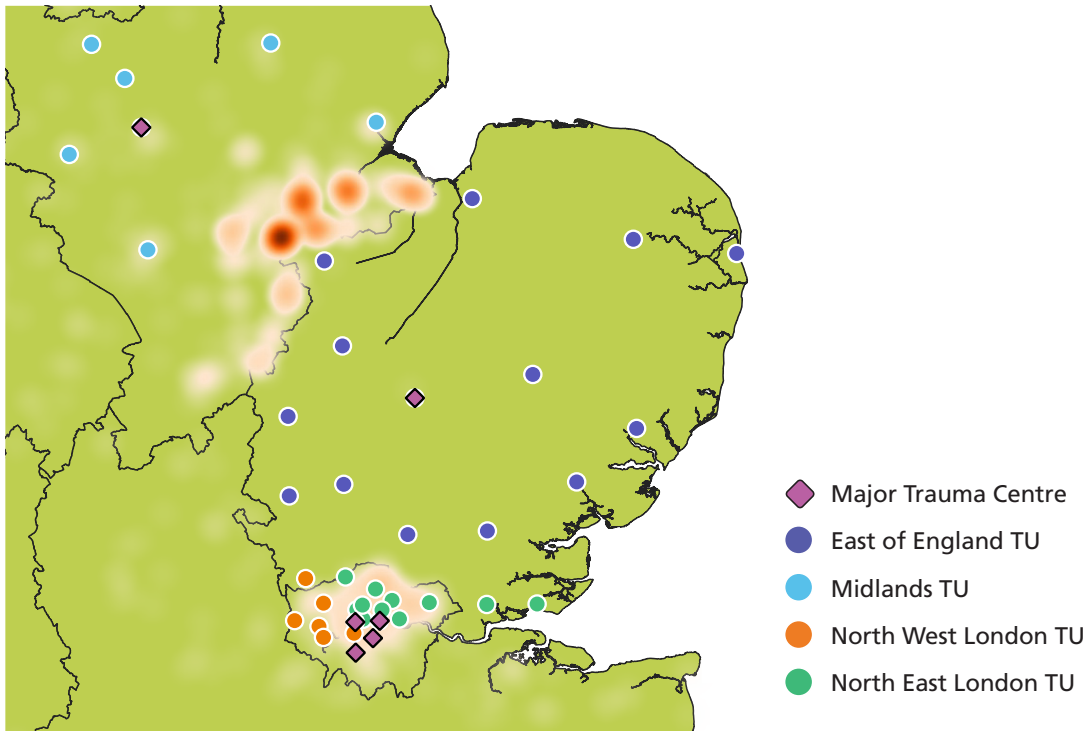 Major Trauma Centre
East of England TU
Midlands TU
North West London TU
North East London TU